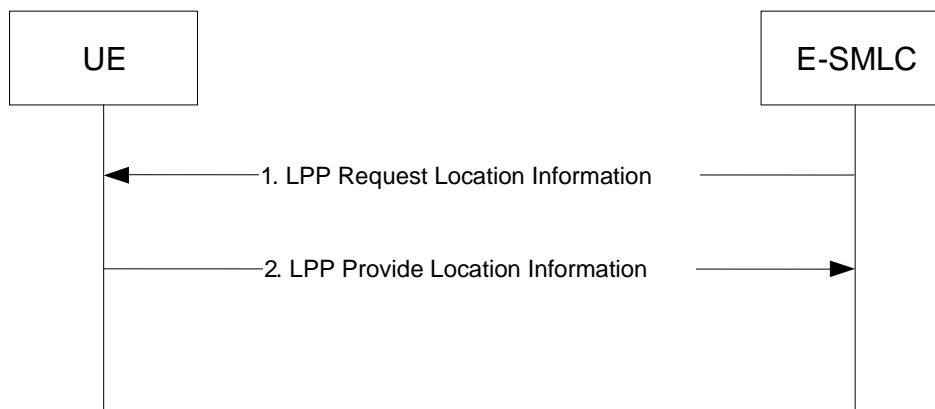 UE
E-SMLC
1. LPP Request Location Information
2. LPP Provide Location Information